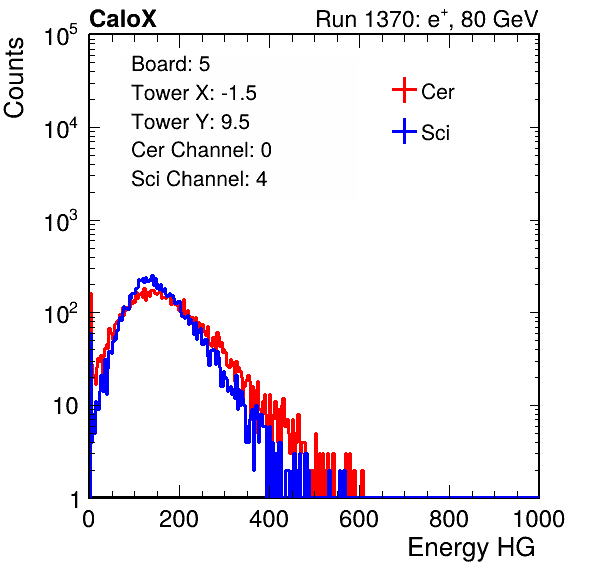 CaloX Run 1370: e⁺, 80 GeV
Counts
10⁵
10⁴
10³
10²
10
1
Board: 5
Tower X: -1.5
Tower Y: 9.5
Cer Channel: 0
Sci Channel: 4
Cer
Sci
0 200 400 600 800 1000
Energy HG